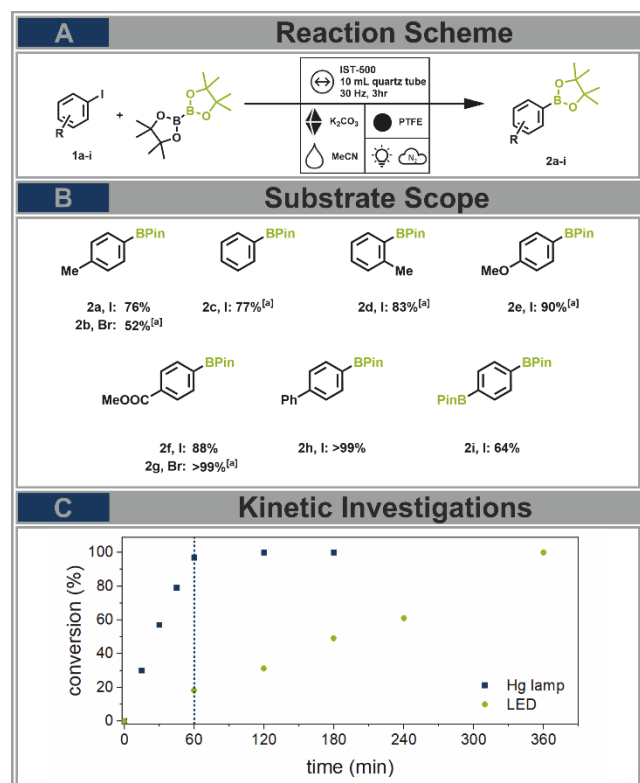 A
Reaction Scheme
I
R
1a-i
+
O
B
O
O
B
O
IST-500
10 mL quartz tube
30 Hz, 3hr
K₂CO₃
PTFE
MeCN
N₂
O
B
O
R
2a-i
B
Substrate Scope
BPin
Me
2a, I: 76%
2b, Br: 52%[a]
BPin
2c, I: 77%[a]
BPin
Me
2d, I: 83%[a]
BPin
MeO
2e, I: 90%[a]
BPin
MeOOC
2f, I: 88%
2g, Br: >99%[a]
BPin
Ph
2h, I: >99%
BPin
PinB
2i, I: 64%
C
Kinetic Investigations
conversion (%)
100
80
60
40
20
0
Hg lamp
LED
0 60 120 180 240 300 360
time (min)